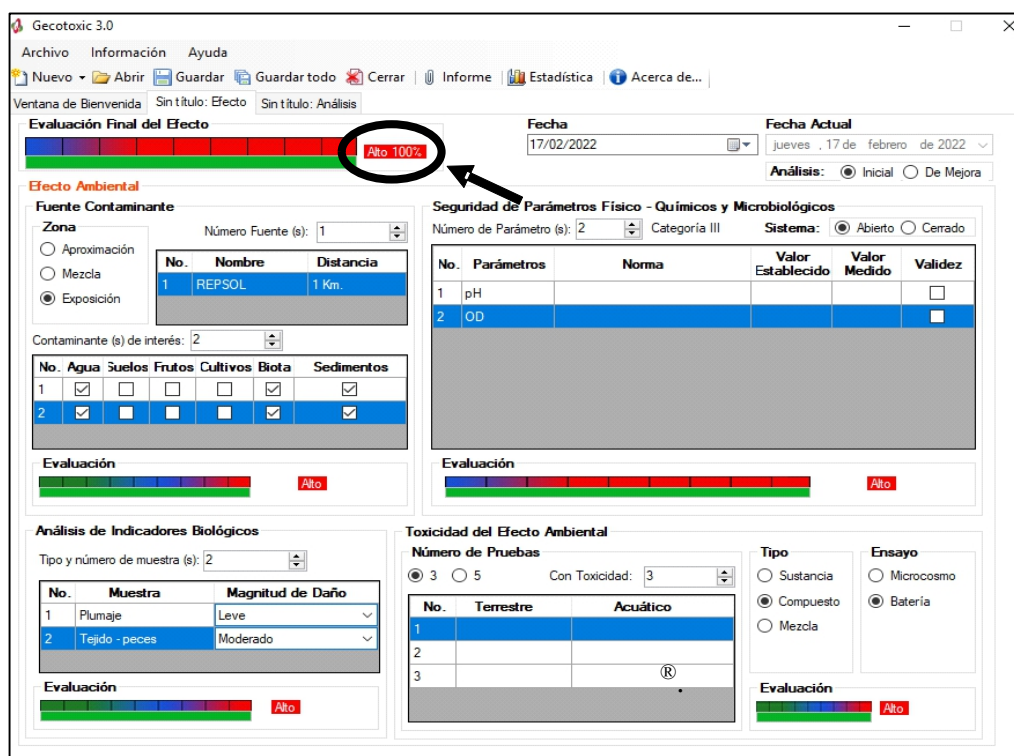 Gecotoxic 3.0
Archivo Información Ayuda
Nuevo Abrir Guardar Guardar todo Cerrar Informe Estadística Acerca de...
Ventana de Bienvenida Sin título: Efecto Sin título: Análisis
Evaluación Final del Efecto
Alto 100%
Fecha
17/02/2022
Fecha Actual
jueves , 17 de febrero de 2022
Análisis: Inicial De Mejora
Efecto Ambiental
Fuente Contaminante
Zona
Aproximación
Mezcla
Exposición
Número Fuente (s): 1
No. Nombre Distancia
1 REPSOL 1 Km.
Contaminante (s) de interés: 2
No. Agua Suelos Frutos Cultivos Biota Sedimentos
1
2
Evaluación
Alto
Seguridad de Parámetros Físico - Químicos y Microbiológicos
Número de Parámetro (s): 2 Categoría III Sistema: Abierto Cerrado
No. Parámetros Norma Valor Establecido Valor Medido Validez
1 pH
2 OD
Evaluación
Alto
Análisis de Indicadores Biológicos
Tipo y número de muestra (s): 2
No. Muestra Magnitud de Daño
1 Plumaje Leve
2 Tejido - peces Moderado
Evaluación
Alto
Toxicidad del Efecto Ambiental
Número de Pruebas
3 5 Con Toxicidad: 3
No. Terrestre Acuático
1
2
3
®
.
Tipo
Sustancia
Compuesto
Mezcla
Ensayo
Microcosmo
Batería
Evaluación
Alto